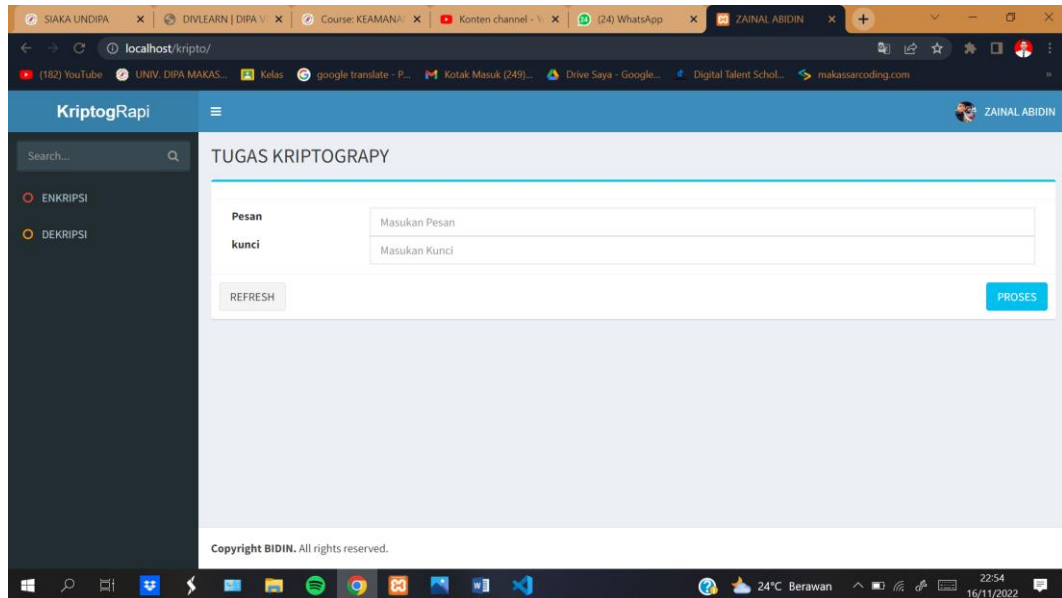 SIAKA UNDIPA
DIVLEARN | DIPA V
Course: KEAMANA
Konten channel - Y
(24) WhatsApp
ZAINAL ABIDIN
localhost/kripto/
(182) YouTube
UNIV. DIPA MAKAS...
Kelas
google translate - P...
Kotak Masuk (249)...
Drive Saya - Google...
Digital Talent Schol...
makassarcoding.com
KriptogRapi
ZAINAL ABIDIN
Search...
TUGAS KRIPTOGRAPY
ENKRIPSI
DEKRIPSI
Pesan
Masukan Pesan
kunci
Masukan Kunci
REFRESH
PROSES
Copyright BIDIN. All rights reserved.
24°C Berawan
22:54
16/11/2022